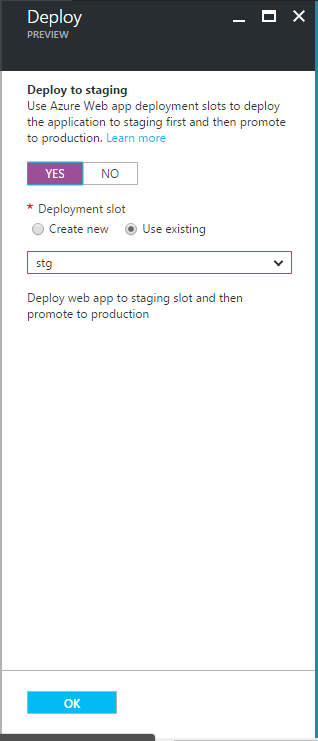 Deploy
PREVIEW
Deploy to staging
Use Azure Web app deployment slots to deploy
the application to staging first and then promote
to production. Learn more
YES NO
* Deployment slot
Create new Use existing
stg
Deploy web app to staging slot and then
promote to production
OK